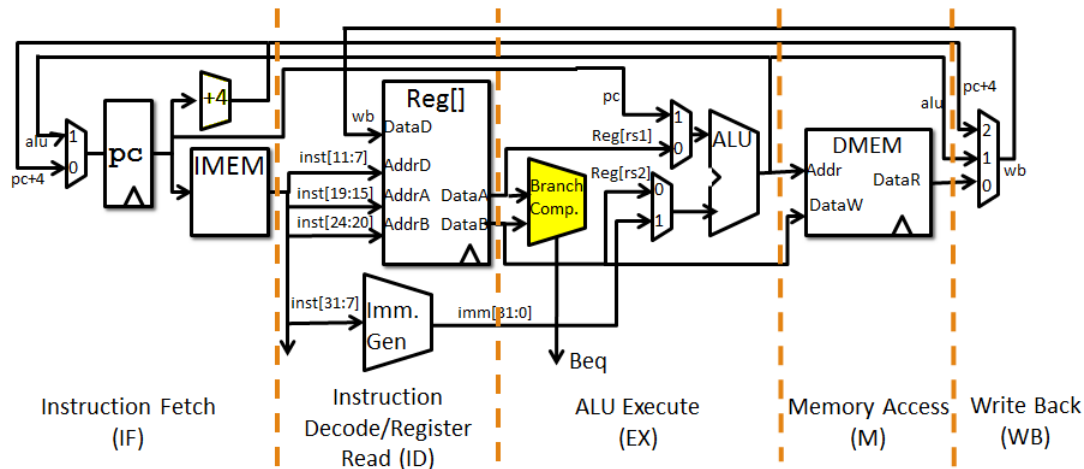 pc+4
alu
+4
Reg[]
wb
DataD
pc
ALU
DMEM
alu
1
pc
0
pc+4
IMEM
inst[11:7]
AddrD
inst[19:15]
AddrA
DataA
inst[24:20]
AddrB
DataB
Reg[rs1]
1
0
Reg[rs2]
Branch
Comp.
0
1
Addr
DataR
DataW
2
1
wb
0
inst[31:7]
Imm.
Gen
imm[31:0]
Beq
Instruction Fetch
(IF)
Instruction
Decode/Register
Read (ID)
ALU Execute
(EX)
Memory Access
(M)
Write Back
(WB)